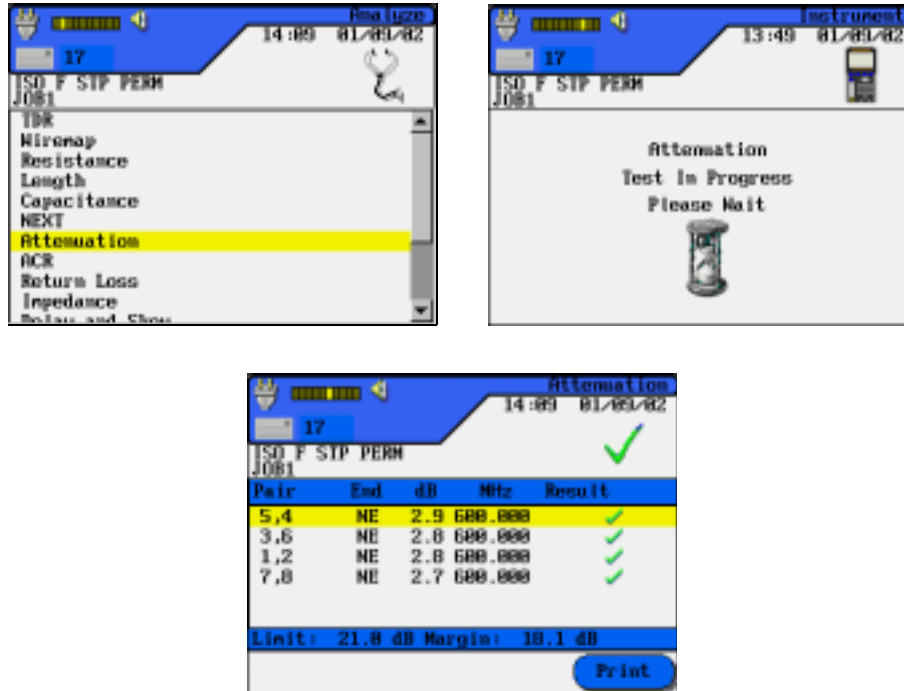 Analyze
14:09 01/09/02
17
ISO F STP PERM
JOB1
TDR
Wiremap
Resistance
Length
Capacitance
NEXT
Attenuation
ACR
Return Loss
Impedance
Delay and Skew
Instrument
13:49 01/09/02
17
ISO F STP PERM
JOB1
Attenuation
Test In Progress
Please Wait
Attenuation
14:09 01/09/02
17
ISO F STP PERM
JOB1
Pair End dB MHz Result
5,4 NE 2.9 600.000
3,6 NE 2.8 600.000
1,2 NE 2.8 600.000
7,8 NE 2.7 600.000
Limit: 21.0 dB Margin: 18.1 dB
Print